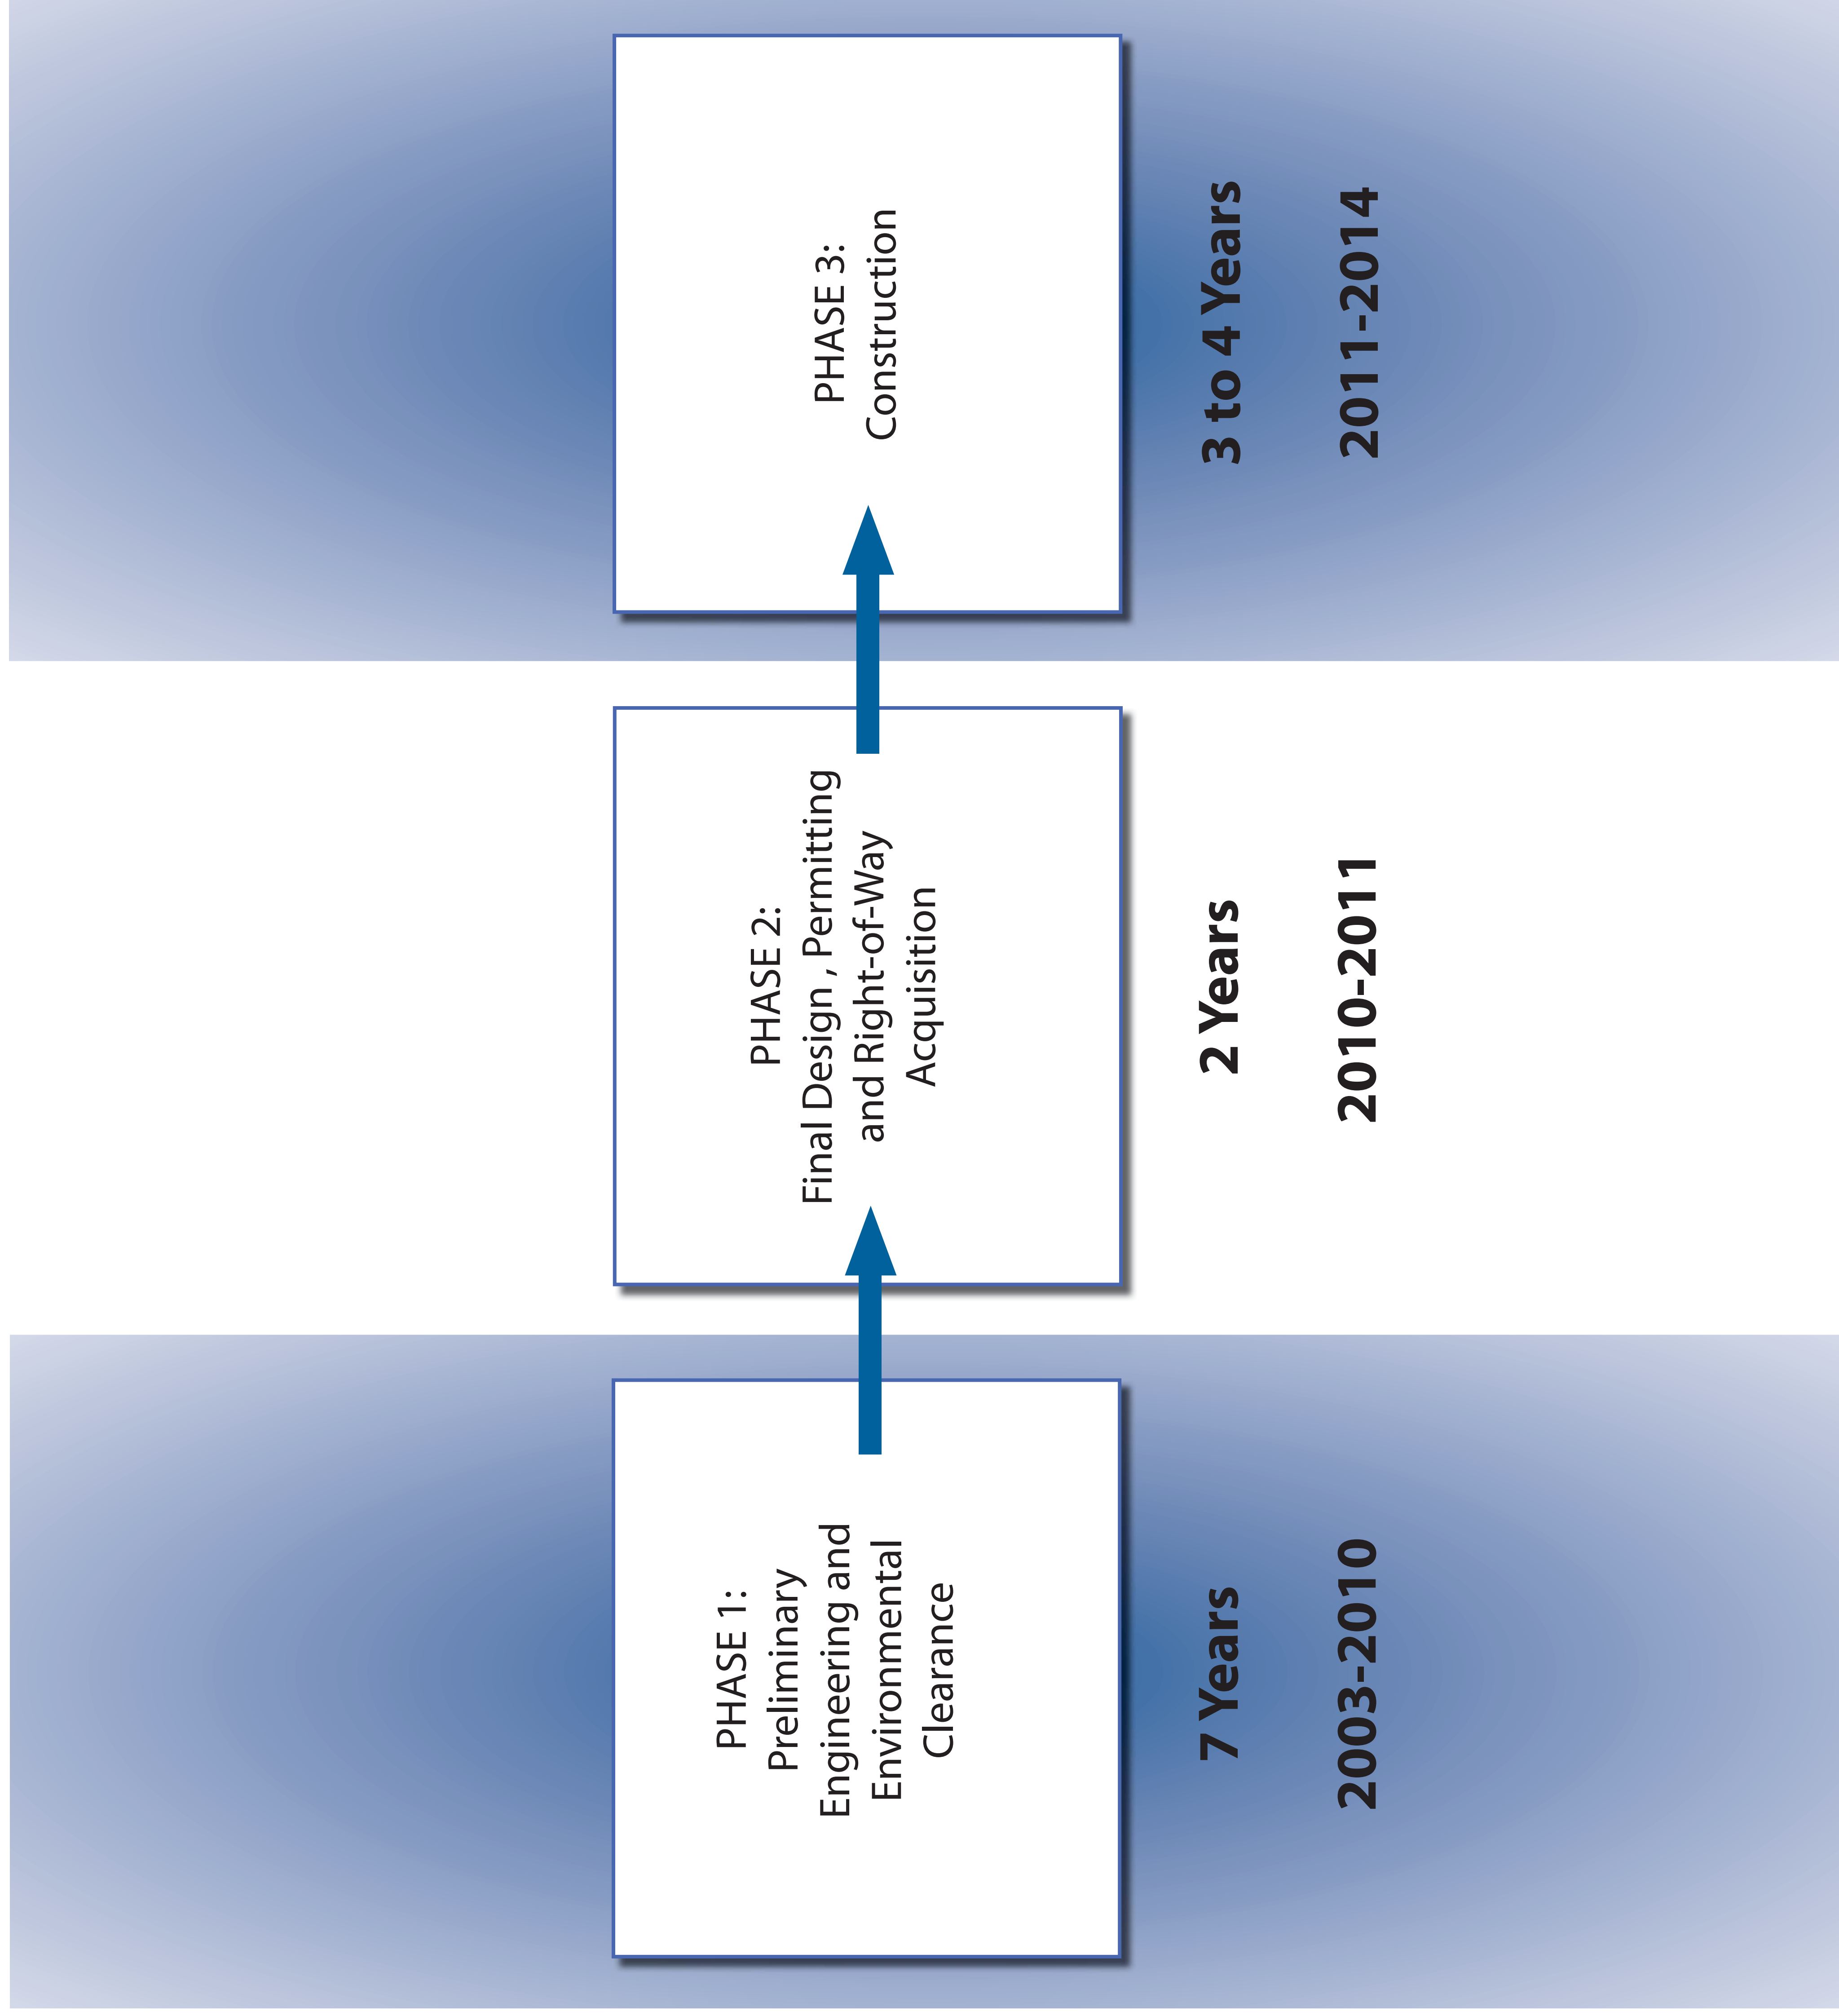 PHASE 1:
Preliminary
Engineering and
Environmental
Clearance
7 Years
2003-2010
PHASE 2:
Final Design , Permitting
and Right-of-Way
Acquisition
2 Years
2010-2011
PHASE 3:
Construction
3 to 4 Years
2011-2014